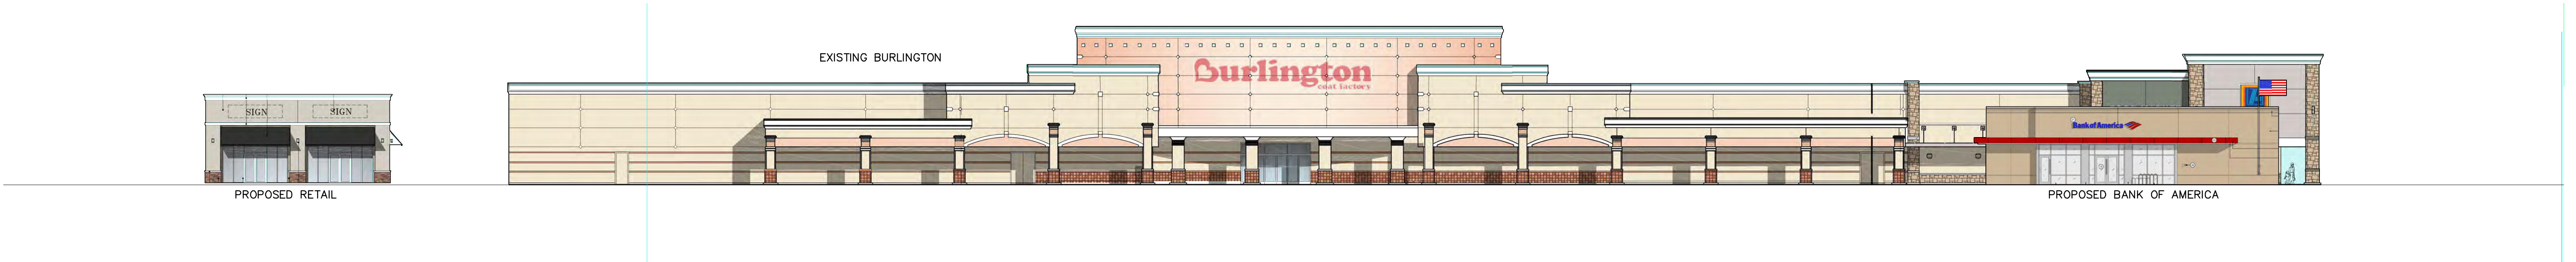 EXISTING BURLINGTON
Burlington
coat factory
SIGN SIGN
Bank of America
PROPOSED RETAIL
PROPOSED BANK OF AMERICA